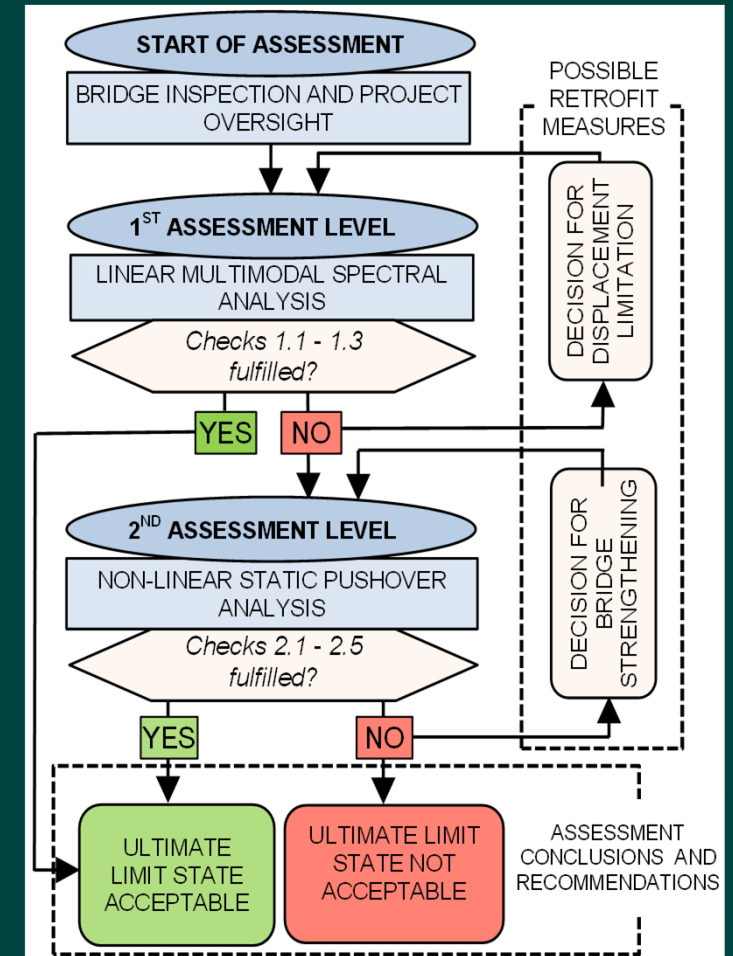 START OF ASSESSMENT
BRIDGE INSPECTION AND PROJECT
OVERSIGHT
POSSIBLE
RETROFIT
MEASURES
1ST ASSESSMENT LEVEL
LINEAR MULTIMODAL SPECTRAL
ANALYSIS
Checks 1.1 - 1.3
fulfilled?
YES
NO
DECISION FOR
DISPLACEMENT
LIMITATION
2ND ASSESSMENT LEVEL
NON-LINEAR STATIC PUSHOVER
ANALYSIS
Checks 2.1 - 2.5
fulfilled?
YES
NO
DECISION FOR
BRIDGE
STRENGTHENING
ULTIMATE
LIMIT STATE
ACCEPTABLE
ULTIMATE LIMIT
STATE NOT
ACCEPTABLE
ASSESSMENT
CONCLUSIONS AND
RECOMMENDATIONS